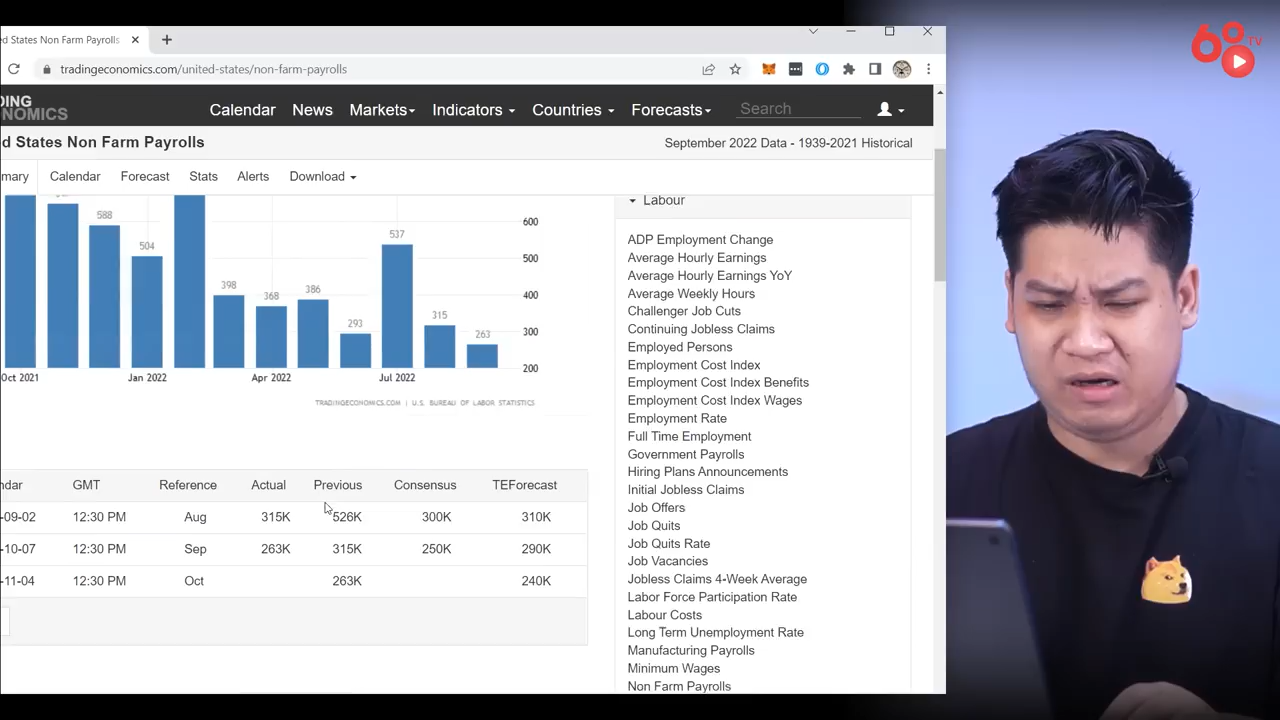 d States Non Farm Payrolls
tradingeconomics.com/united-states/non-farm-payrolls
DING
NOMICS
Calendar News Markets Indicators Countries Forecasts Search
d States Non Farm Payrolls
September 2022 Data - 1939-2021 Historical
mary Calendar Forecast Stats Alerts Download
588
504
398
368
386
293
537
315
263
600
500
400
300
200
Oct 2021 Jan 2022 Apr 2022 Jul 2022
TRADINGECONOMICS.COM | U.S. BUREAU OF LABOR STATISTICS
ndar GMT Reference Actual Previous Consensus TEForecast
-09-02 12:30 PM Aug 315K 526K 300K 310K
-10-07 12:30 PM Sep 263K 315K 250K 290K
-11-04 12:30 PM Oct 263K 240K
Labour
ADP Employment Change
Average Hourly Earnings
Average Hourly Earnings YoY
Average Weekly Hours
Challenger Job Cuts
Continuing Jobless Claims
Employed Persons
Employment Cost Index
Employment Cost Index Benefits
Employment Cost Index Wages
Employment Rate
Full Time Employment
Government Payrolls
Hiring Plans Announcements
Initial Jobless Claims
Job Offers
Job Quits
Job Quits Rate
Job Vacancies
Jobless Claims 4-Week Average
Labor Force Participation Rate
Labour Costs
Long Term Unemployment Rate
Manufacturing Payrolls
Minimum Wages
Non Farm Payrolls
68
TV